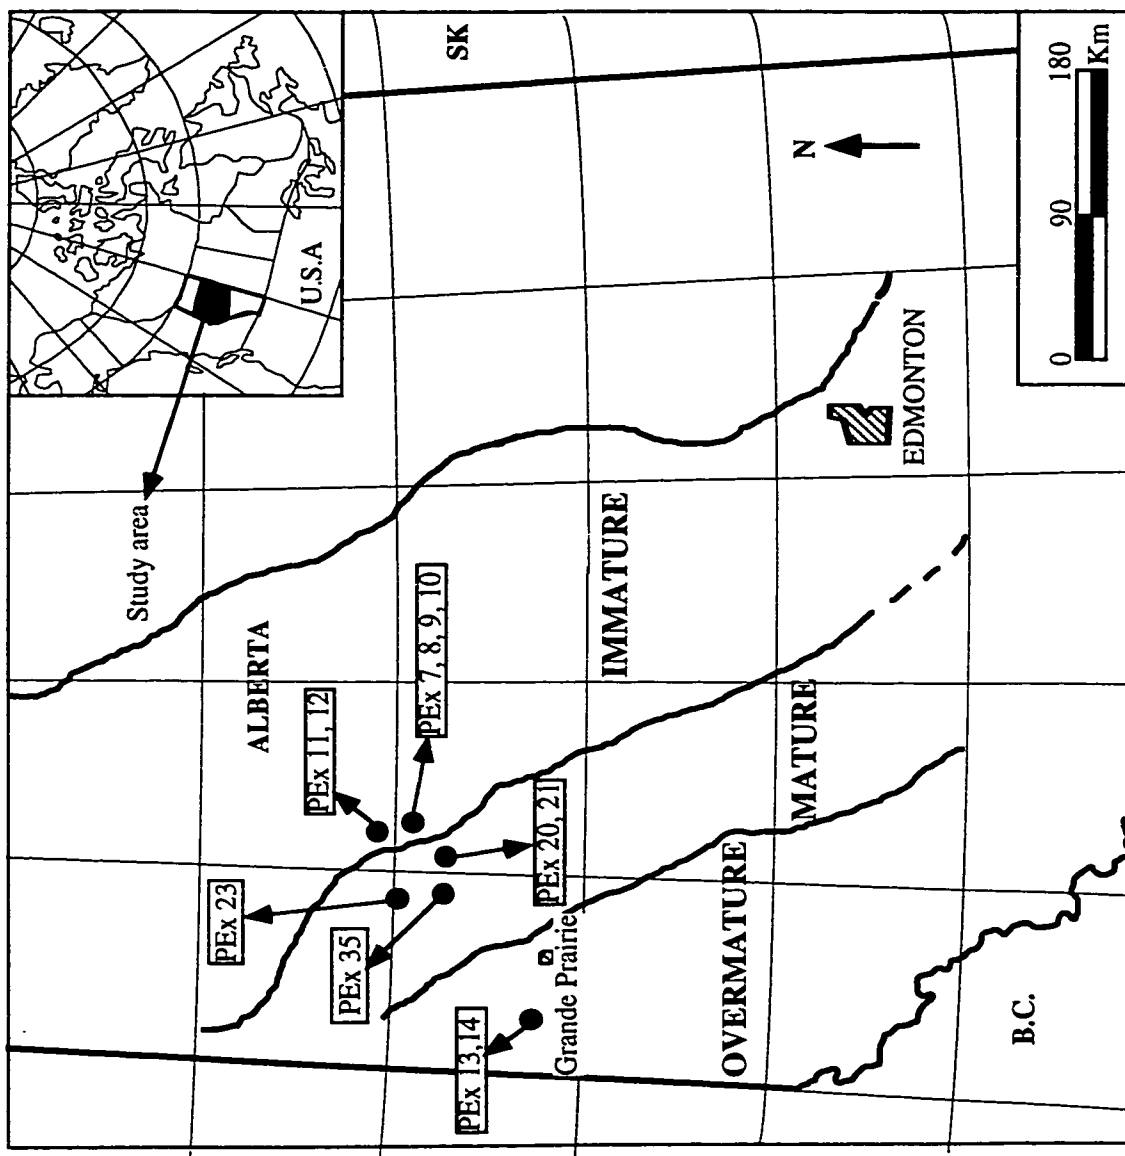 SK
U.S.A
Study area
N
ALBERTA
PEx 11, 12
PEx 7, 8, 9, 10
PEx 23
PEx 35
PEx 20, 21
PEx 13,14
Grande Prairie
IMMATURE
MATURE
OVERMATURE
EDMONTON
B.C.
0 90 180
Km